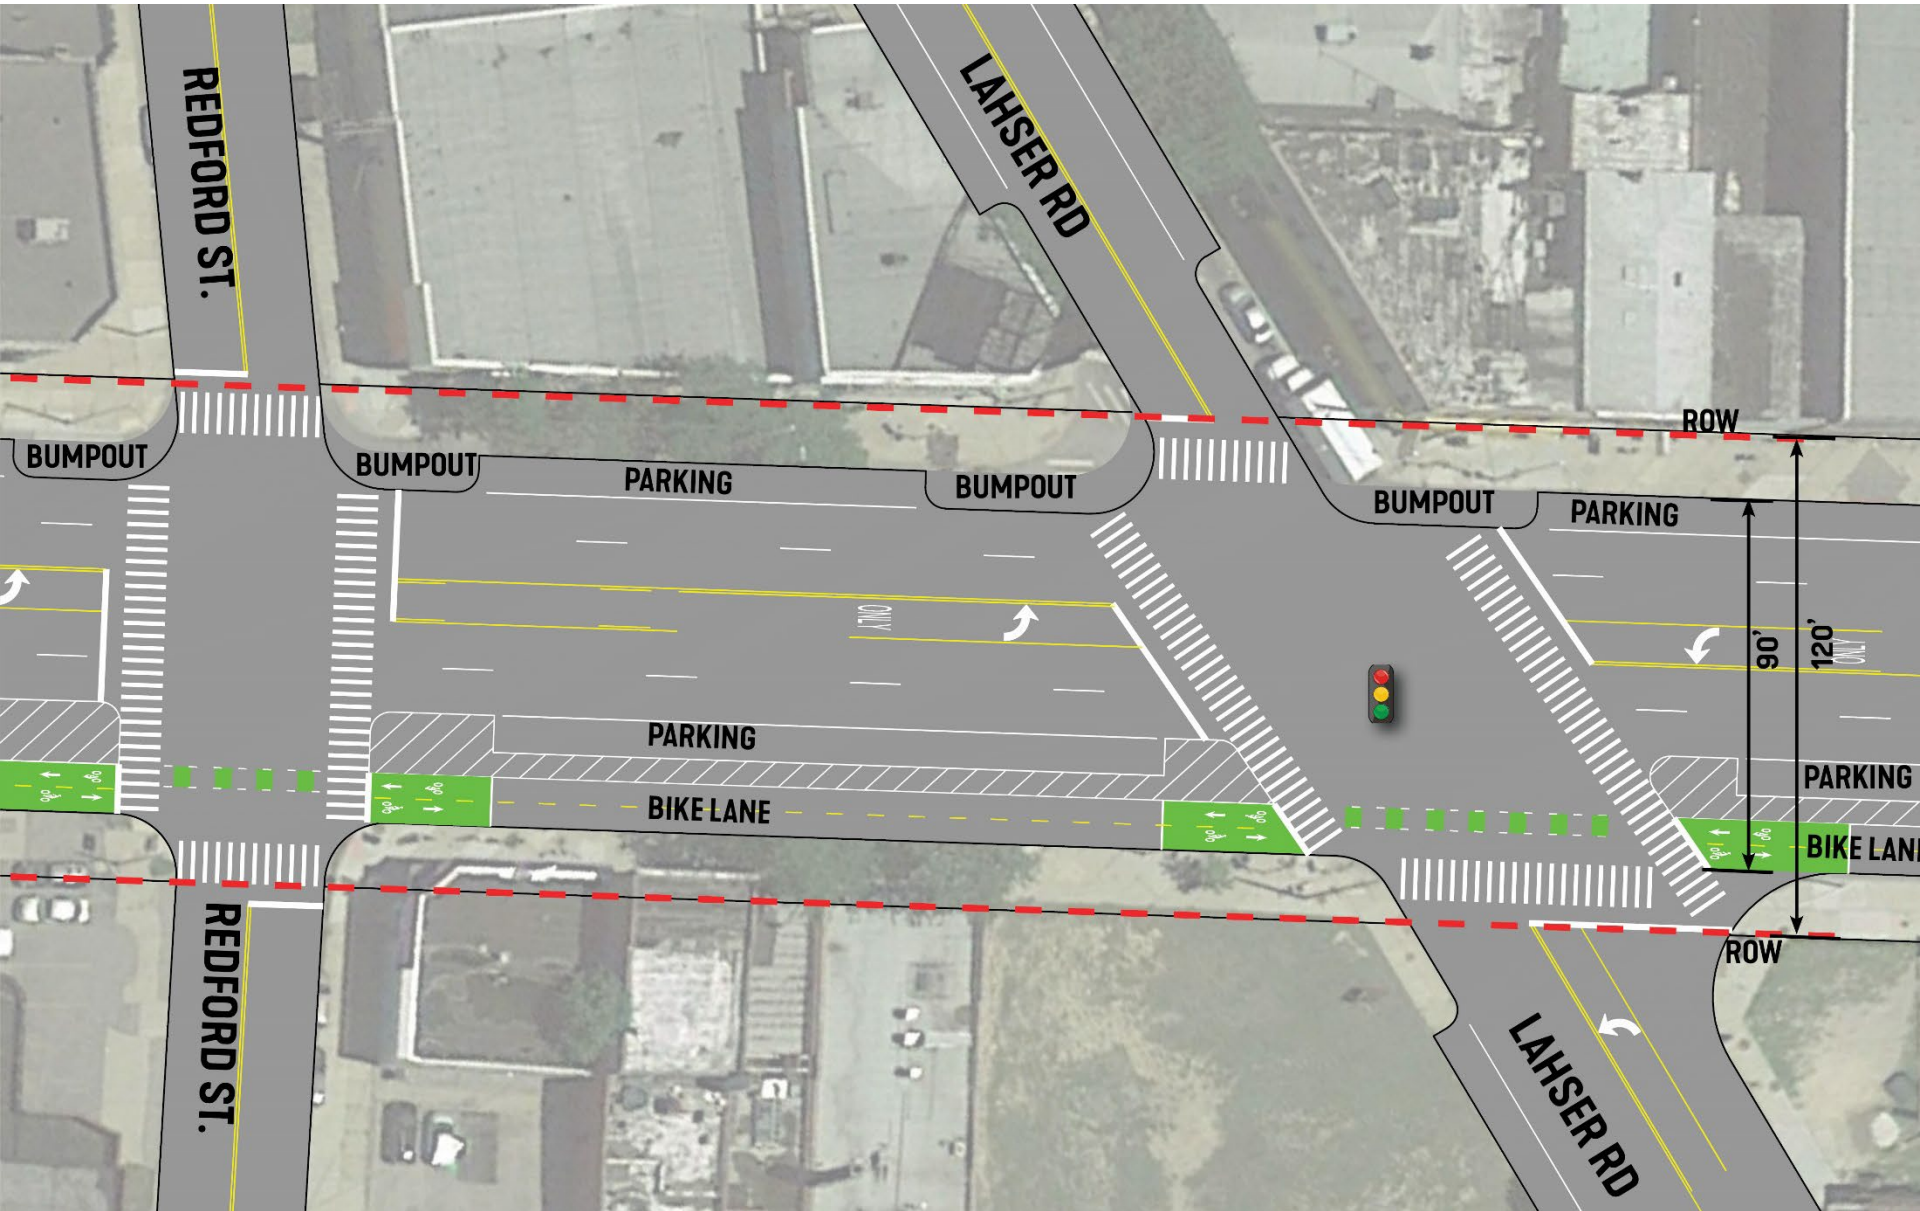 REDFORD ST.
LAHSER RD
ROW
BUMPOUT
BUMPOUT
PARKING
BUMPOUT
BUMPOUT
PARKING
ONLY
90'
120'
ONLY
PARKING
PARKING
BIKE LANE
BIKE LANE
ROW
REDFORD ST.
LAHSER RD